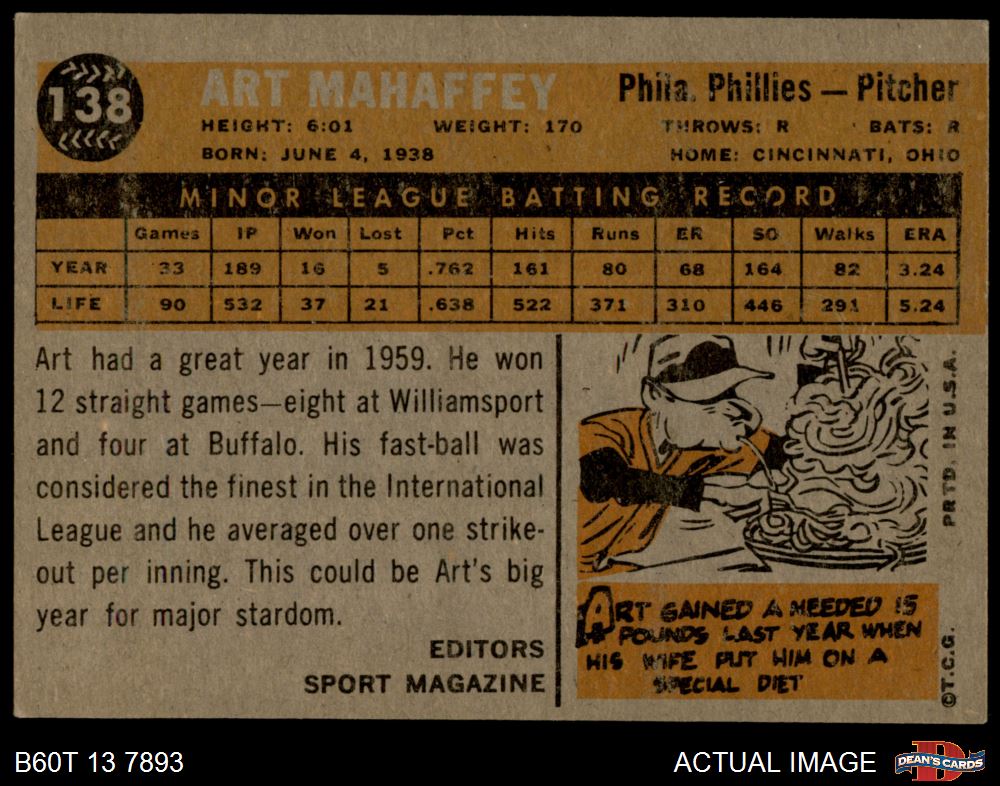 138
ART MAHAFFEY
Phila. Phillies — Pitcher
HEIGHT: 6:01 WEIGHT: 170 THROWS: R BATS: R
BORN: JUNE 4, 1938 HOME: CINCINNATI, OHIO
MINOR LEAGUE BATTING RECORD
Games IP Won Lost Pct Hits Runs ER SO Walks ERA
YEAR 33 189 16 5 .762 161 80 68 164 82 3.24
LIFE 90 532 37 21 .638 522 371 310 446 291 5.24
Art had a great year in 1959. He won
12 straight games—eight at Williamsport
and four at Buffalo. His fast-ball was
considered the finest in the International
League and he averaged over one strike-
out per inning. This could be Art's big
year for major stardom.
EDITORS
SPORT MAGAZINE
ART GAINED A NEEDED 15
POUNDS LAST YEAR WHEN
HIS WIFE PUT HIM ON A
SPECIAL DIET
PRTD. IN U.S.A.
©T.C.G.
B60T 13 7893
ACTUAL IMAGE
DEAN'S CARDS